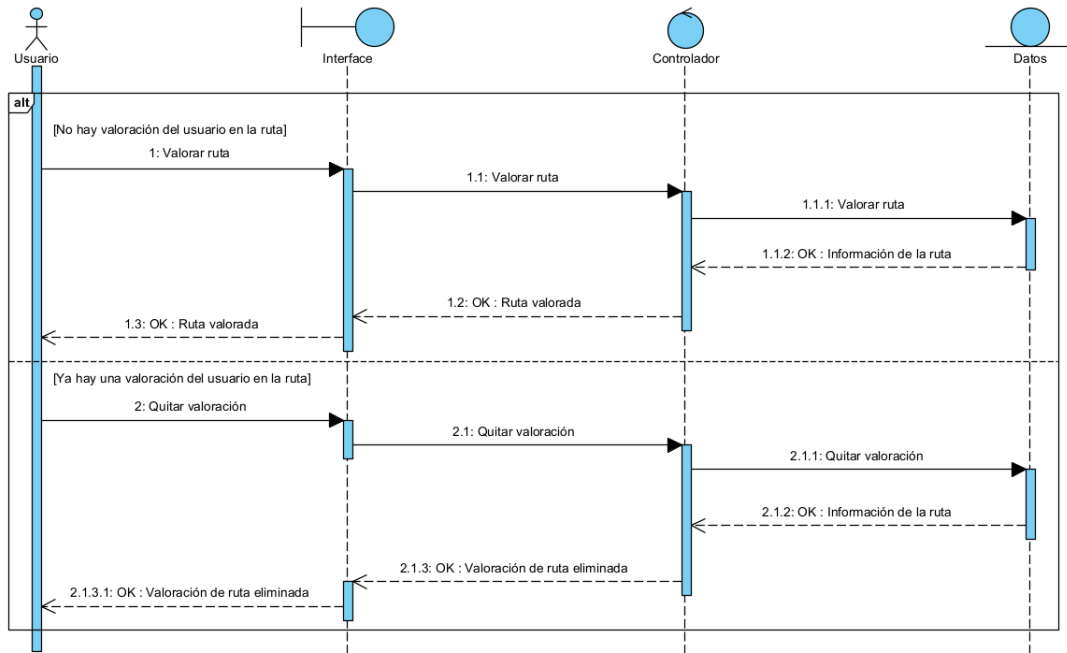 Usuario
Interface
Controlador
Datos
alt
[No hay valoración del usuario en la ruta]
1: Valorar ruta
1.1: Valorar ruta
1.1.1: Valorar ruta
1.1.2: OK : Información de la ruta
1.2: OK : Ruta valorada
1.3: OK : Ruta valorada
[Ya hay una valoración del usuario en la ruta]
2: Quitar valoración
2.1: Quitar valoración
2.1.1: Quitar valoración
2.1.2: OK : Información de la ruta
2.1.3: OK : Valoración de ruta eliminada
2.1.3.1: OK : Valoración de ruta eliminada